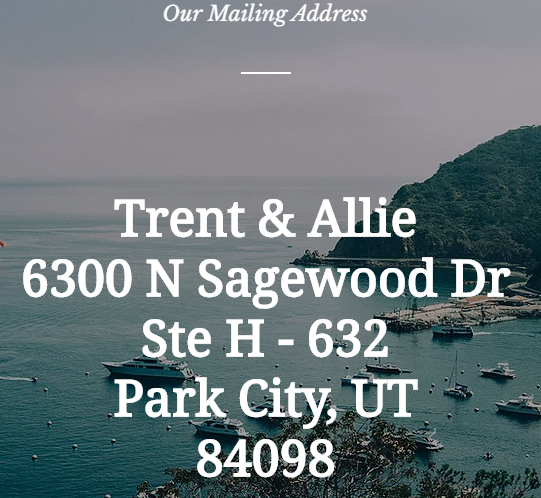 Our Mailing Address
Trent & Allie
6300 N Sagewood Dr
Ste H - 632
Park City, UT
84098